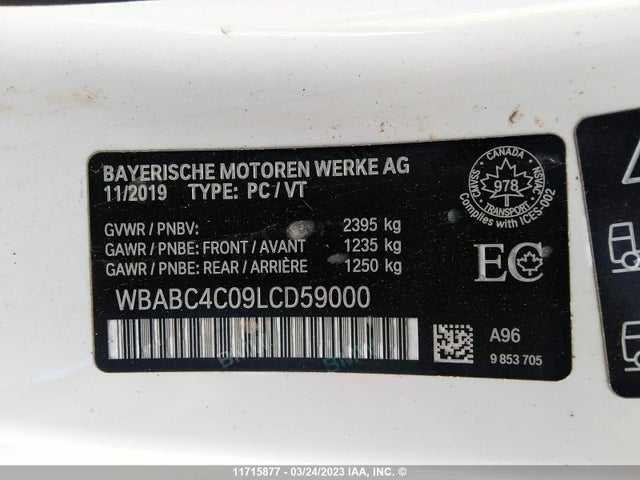 BAYERISCHE MOTOREN WERKE AG
11/2019 TYPE: PC / VT
GVWR / PNBV: 2395 kg
GAWR / PNBE: FRONT / AVANT 1235 kg
GAWR / PNBE: REAR / ARRIÈRE 1250 kg
WBABC4C09LCD59000
CANADA
CMVSS 978 NSVAC
TRANSPORT
Complies with ICES-002
EC
A96
9 853 705
11715877 - 03/24/2023 IAA, INC. ©